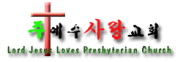 주예수사랑교회
Lord Jesus Loves Presbyterian Church